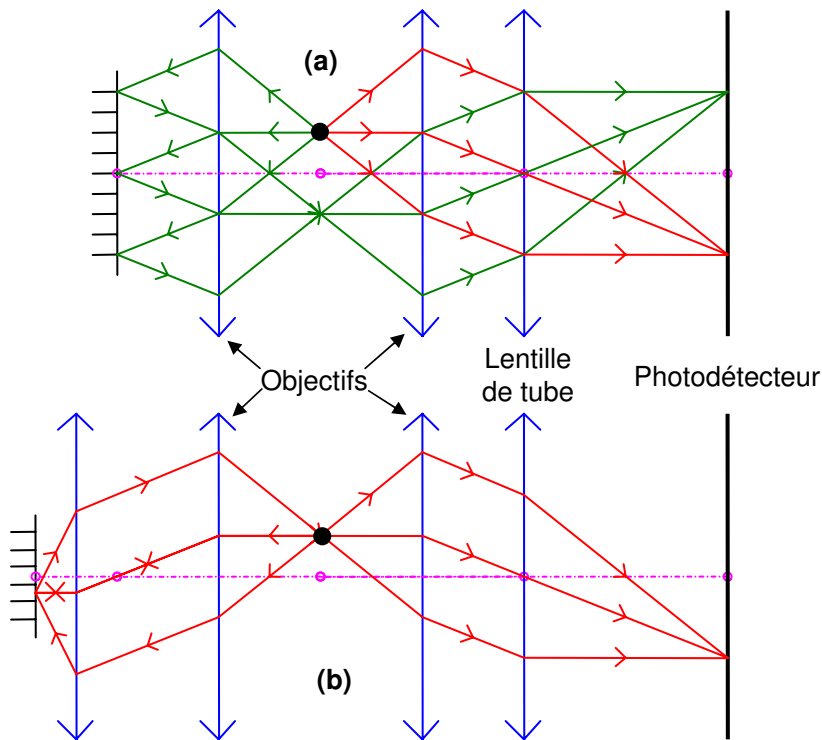 (a)
Objectifs
Lentille
de tube
Photodétecteur
(b)